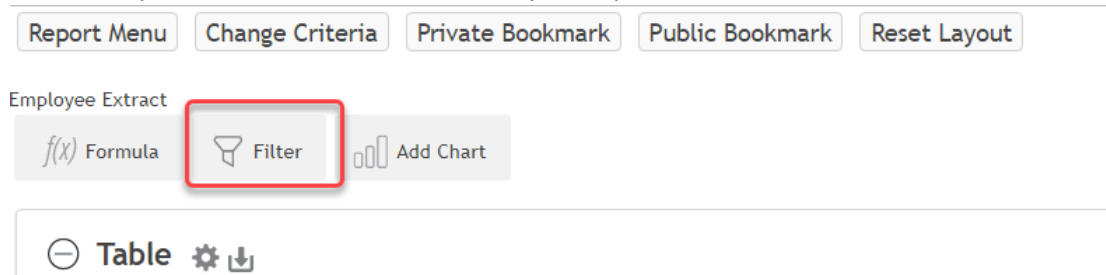 Report Menu Change Criteria Private Bookmark Public Bookmark Reset Layout
Employee Extract
f(x) Formula Filter Add Chart
Table